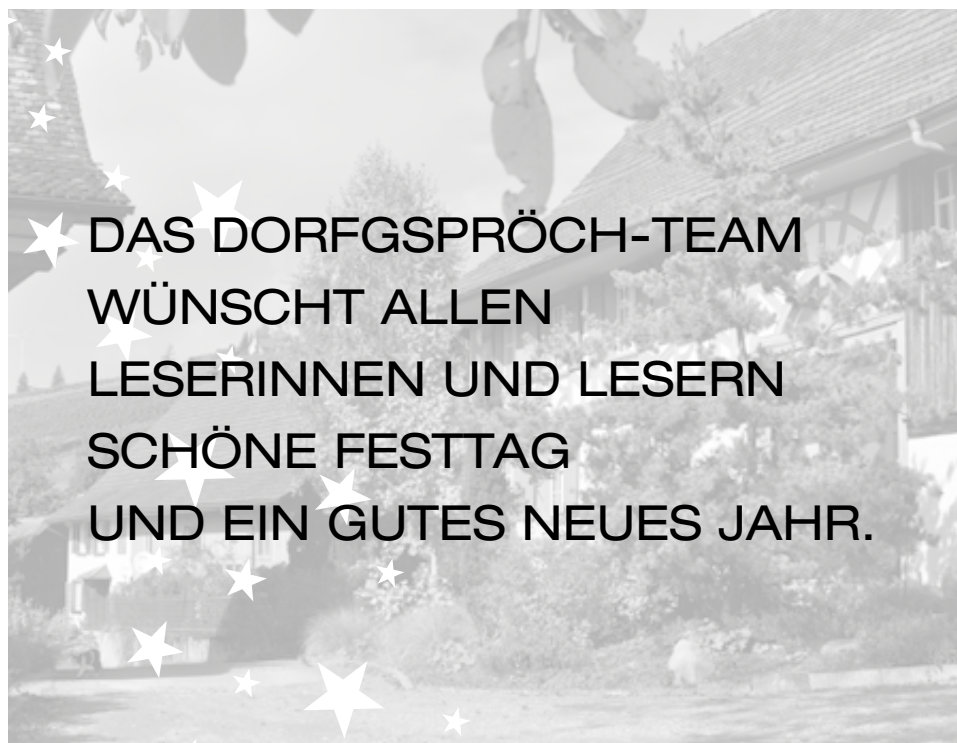 DAS DORFGSPRÖCH-TEAM
WÜNSCHT ALLEN
LESERINNEN UND LESERN
SCHÖNE FESTTAG
UND EIN GUTES NEUES JAHR.